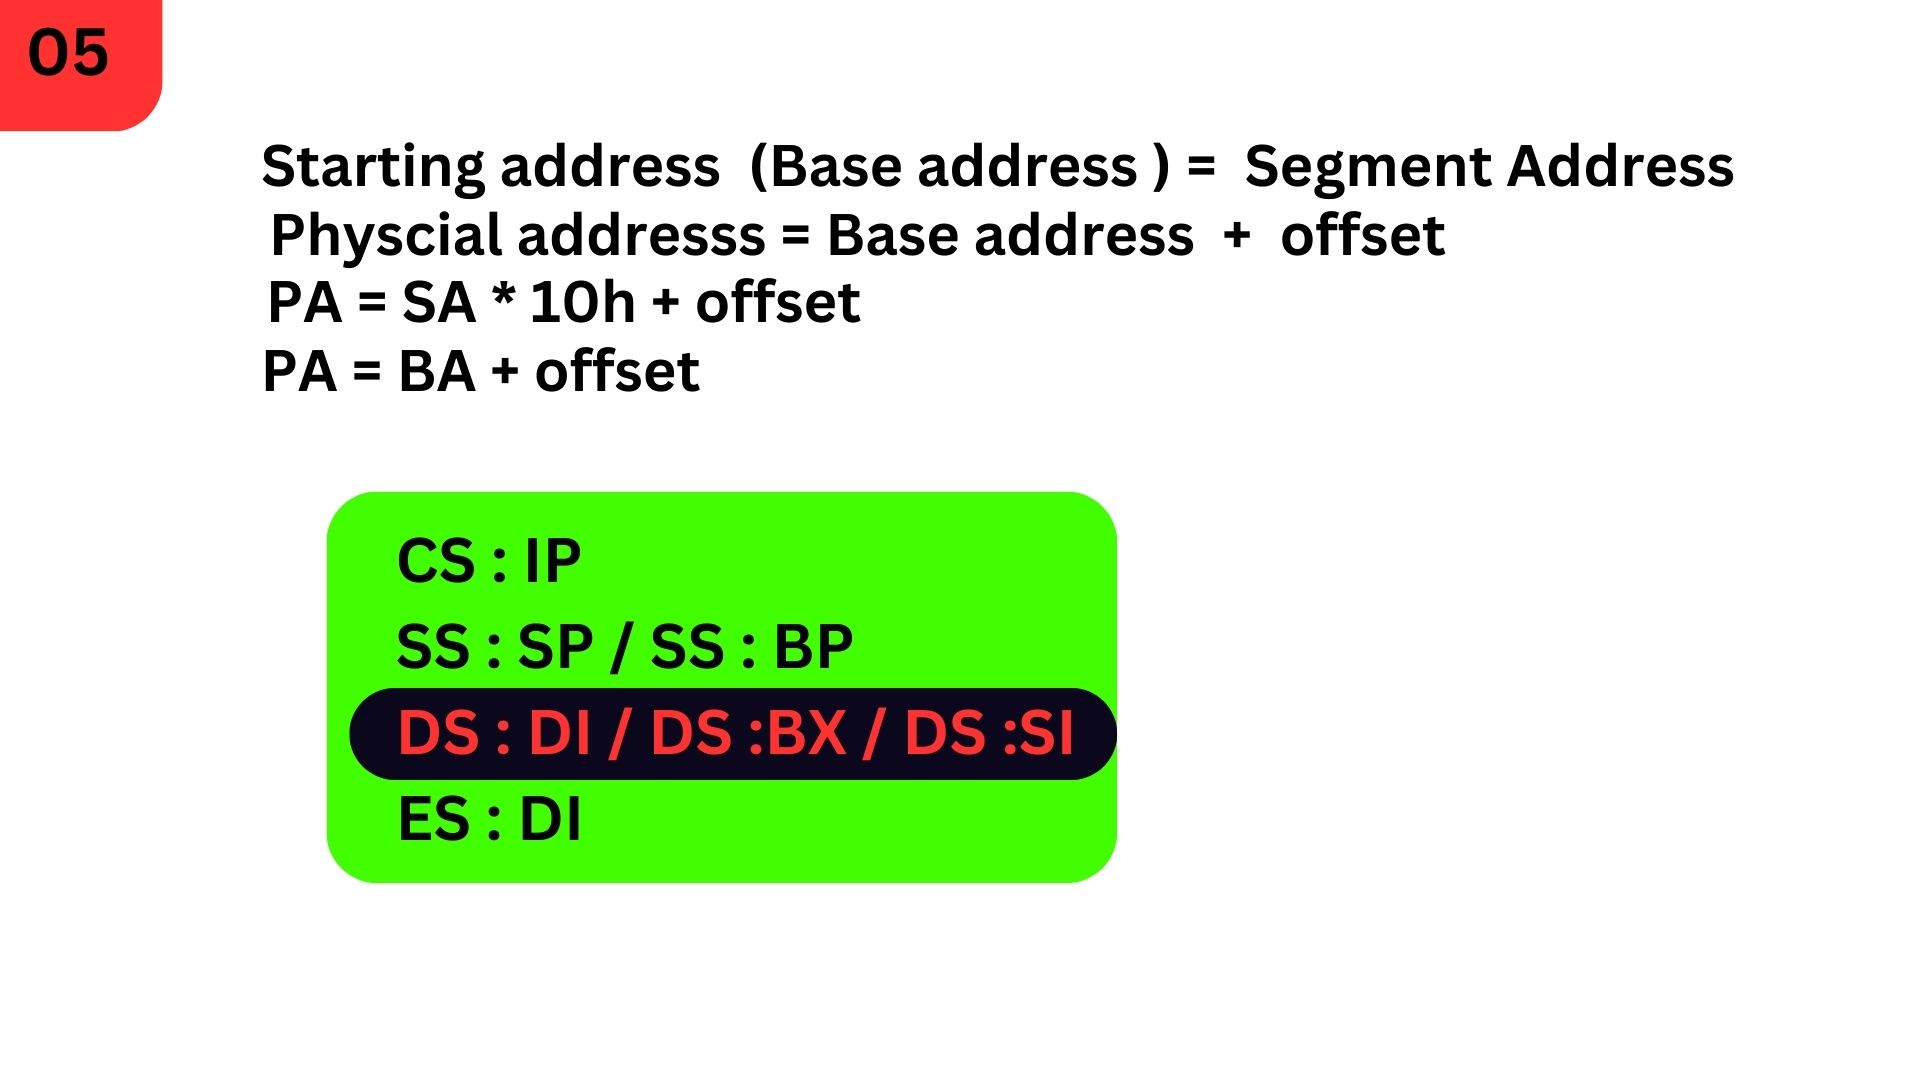 05
Starting address (Base address ) = Segment Address
Physcial addresss = Base address + offset
PA = SA * 10h + offset
PA = BA + offset
CS : IP
SS : SP / SS : BP
DS : DI / DS :BX / DS :SI
ES : DI